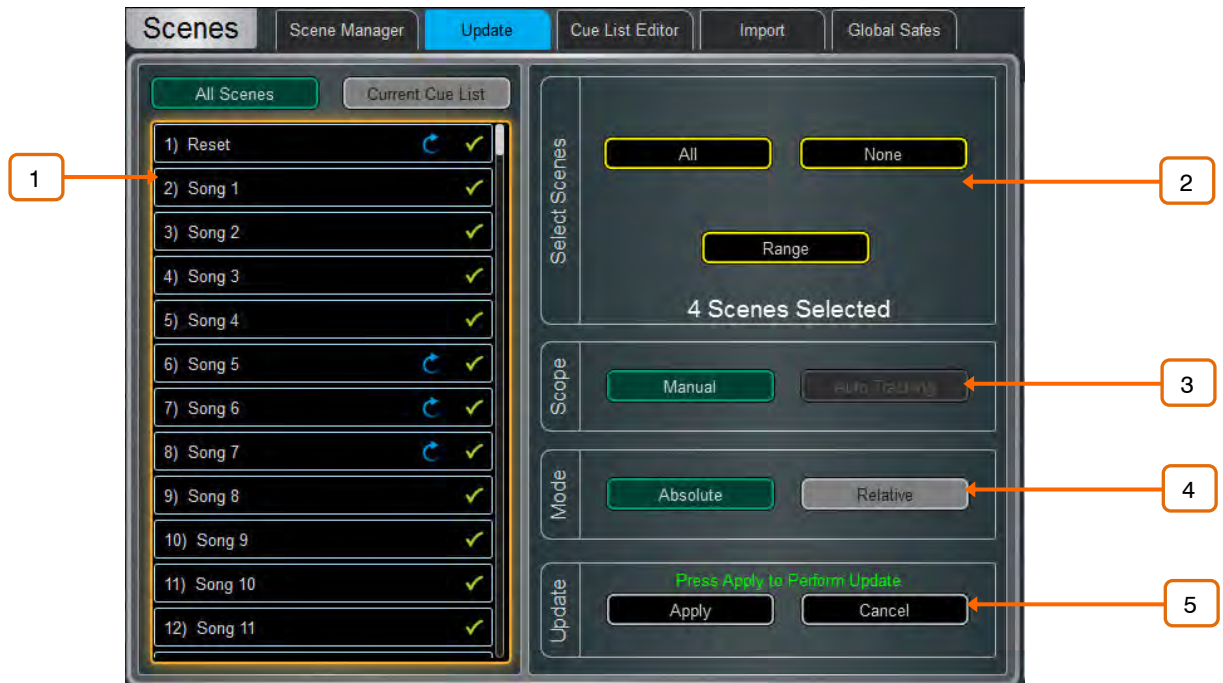 Scenes
Scene Manager
Update
Cue List Editor
Import
Global Safes
All Scenes
Current Cue List
1) Reset
2) Song 1
3) Song 2
4) Song 3
5) Song 4
6) Song 5
7) Song 6
8) Song 7
9) Song 8
10) Song 9
11) Song 10
12) Song 11
Select Scenes
All
None
Range
4 Scenes Selected
Scope
Manual
Auto Tracking
Mode
Absolute
Relative
Update
Press Apply to Perform Update
Apply
Cancel
1
2
3
4
5